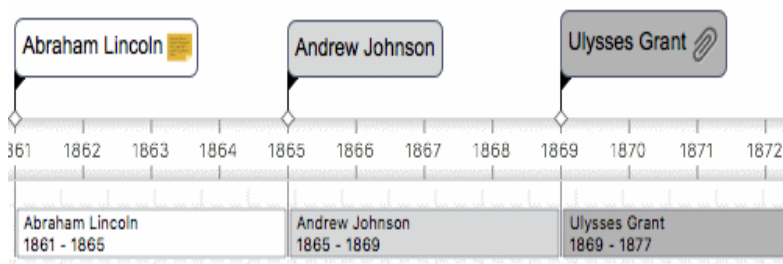 Abraham Lincoln
Andrew Johnson
Ulysses Grant
861 1862 1863 1864 1865 1866 1867 1868 1869 1870 1871 1872
Abraham Lincoln
1861 - 1865
Andrew Johnson
1865 - 1869
Ulysses Grant
1869 - 1877